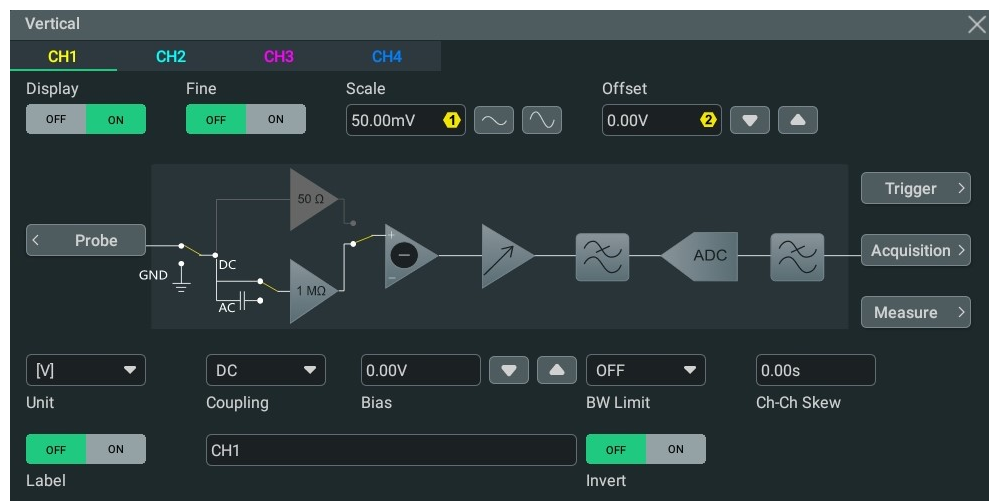 Vertical
CH1 CH2 CH3 CH4
Display Fine Scale Offset
OFF ON OFF ON 50.00mV 1 0.00V 2
50 Ω
Trigger
+
Probe DC ADC Acquisition
GND −
1 MΩ
AC
Measure
[V] DC 0.00V OFF 0.00s
Unit Coupling Bias BW Limit Ch-Ch Skew
OFF ON CH1 OFF ON
Label Invert